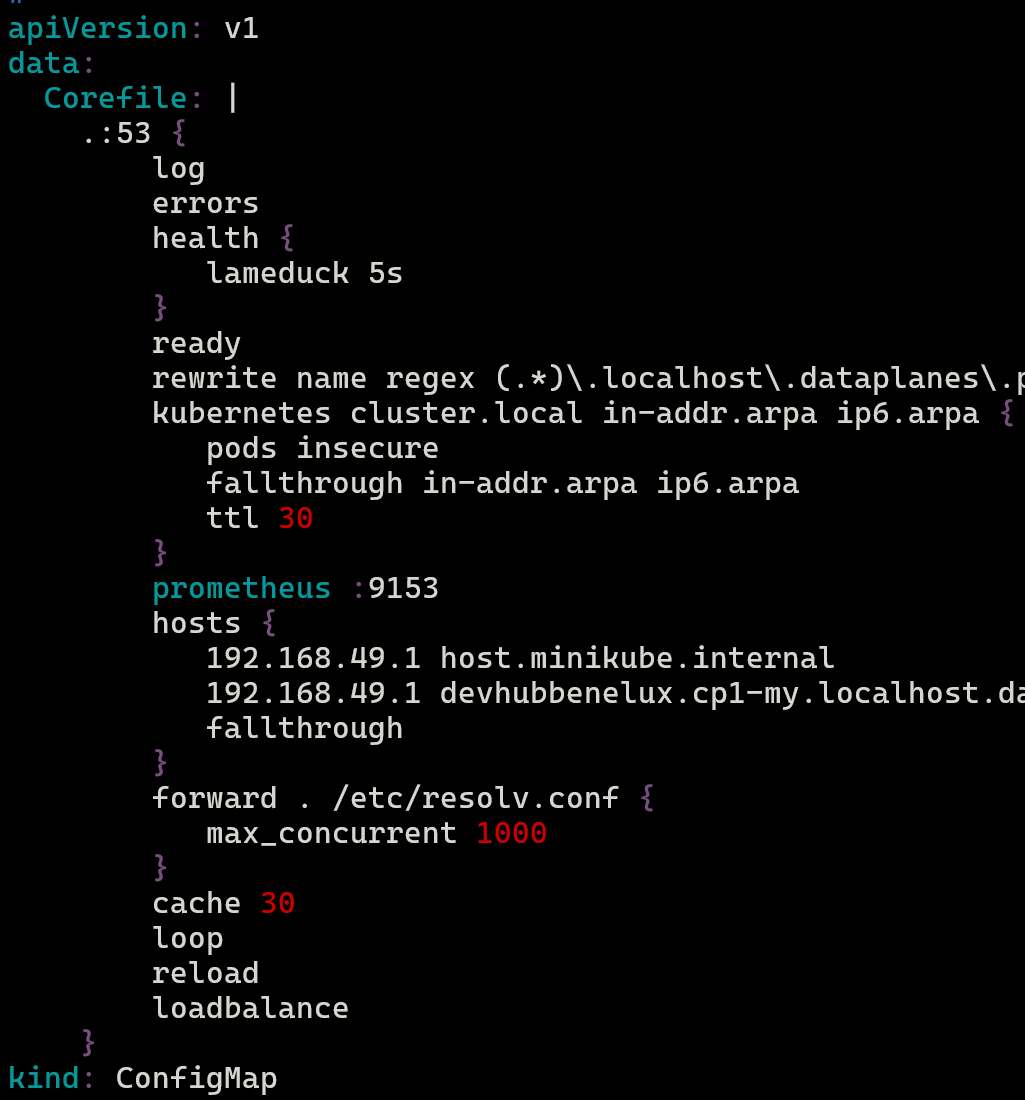 #
apiVersion: v1
data:
  Corefile: |
    .:53 {
        log
        errors
        health {
           lameduck 5s
        }
        ready
        rewrite name regex (.*)\.localhost\.dataplanes\.p
        kubernetes cluster.local in-addr.arpa ip6.arpa {
           pods insecure
           fallthrough in-addr.arpa ip6.arpa
           ttl 30
        }
        prometheus :9153
        hosts {
           192.168.49.1 host.minikube.internal
           192.168.49.1 devhubbenelux.cp1-my.localhost.da
           fallthrough
        }
        forward . /etc/resolv.conf {
           max_concurrent 1000
        }
        cache 30
        loop
        reload
        loadbalance
    }
kind: ConfigMap